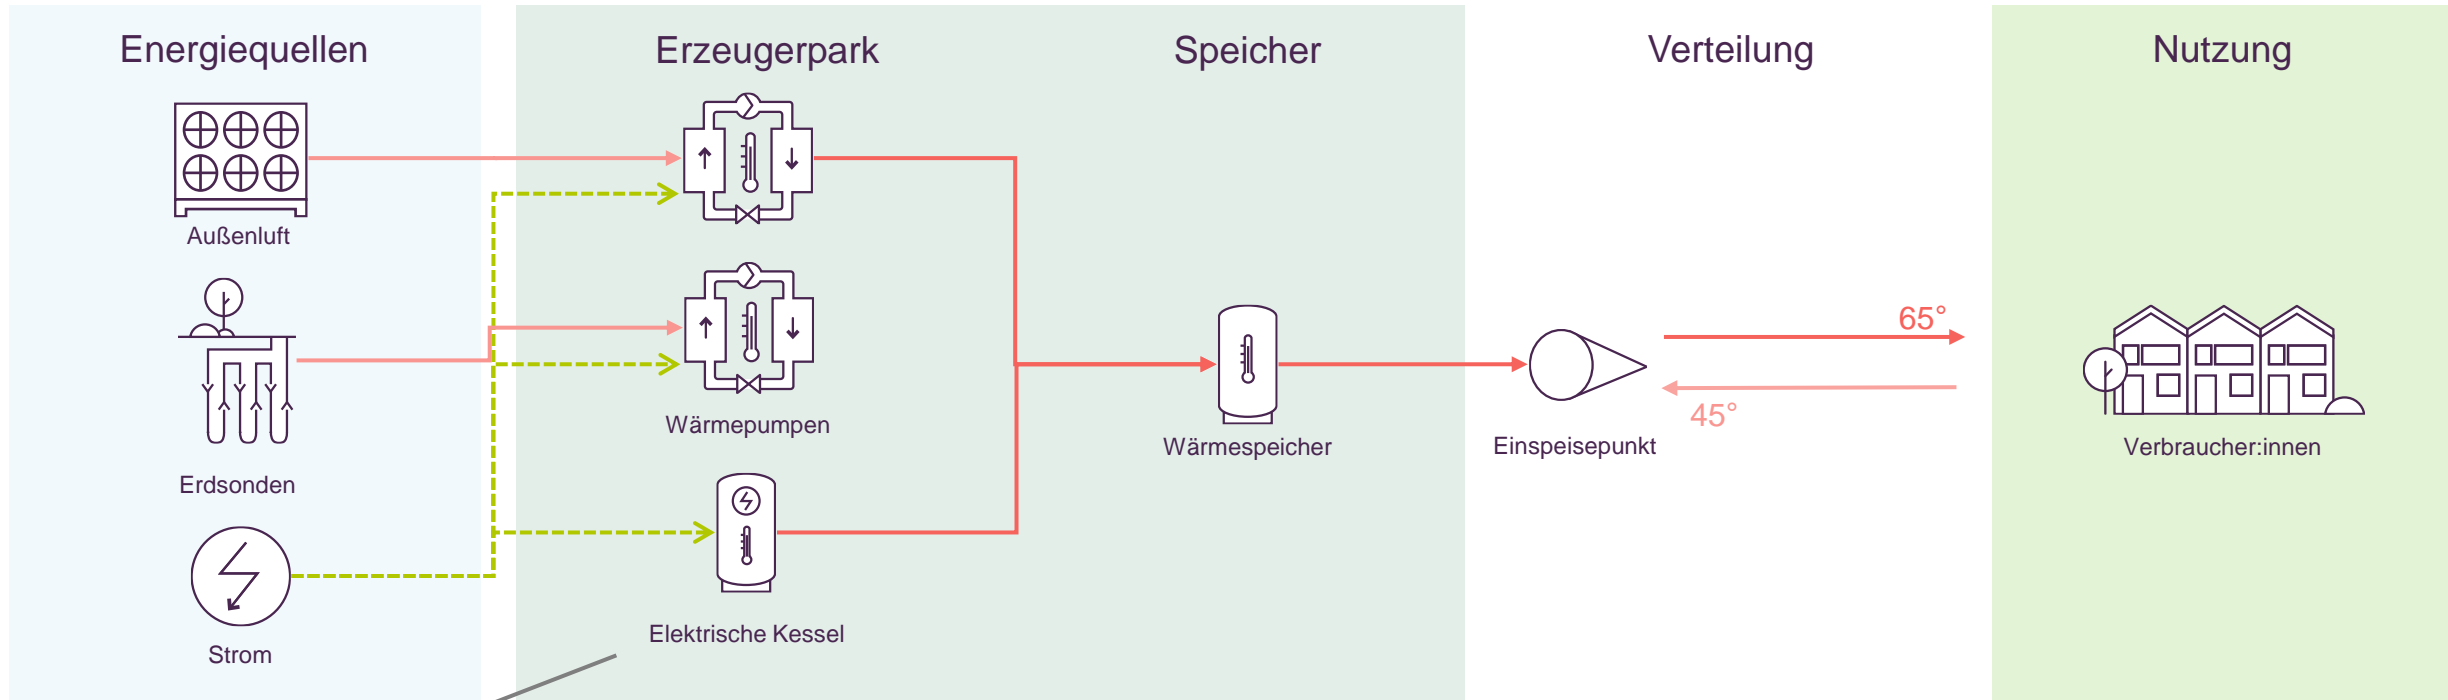 Energiequellen
Erzeugerpark
Speicher
Verteilung
Nutzung
Außenluft
Erdsonden
Strom
Wärmepumpen
Elektrische Kessel
Wärmespeicher
Einspeisepunkt
65°
45°
Verbraucher:innen